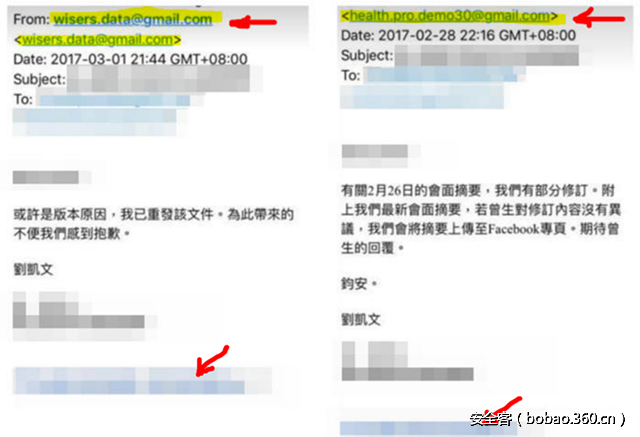 From: wisers.data@gmail.com
<wisers.data@gmail.com>
Date: 2017-03-01 21:44 GMT+08:00
Subject:
To:
或許是版本原因，我已重發該文件。為此帶來的
不便我們感到抱歉。
劉凱文
<health.pro.demo30@gmail.com>
Date: 2017-02-28 22:16 GMT+08:00
Subject:
To:
有關2月26日的會面摘要，我們有部分修訂。附
上我們最新會面摘要，若曾生對修訂內容沒有異
議，我們會將摘要上傳至Facebook專頁。期待曾
生的回覆。
鈞安。
劉凱文
安全客（bobao.360.cn）